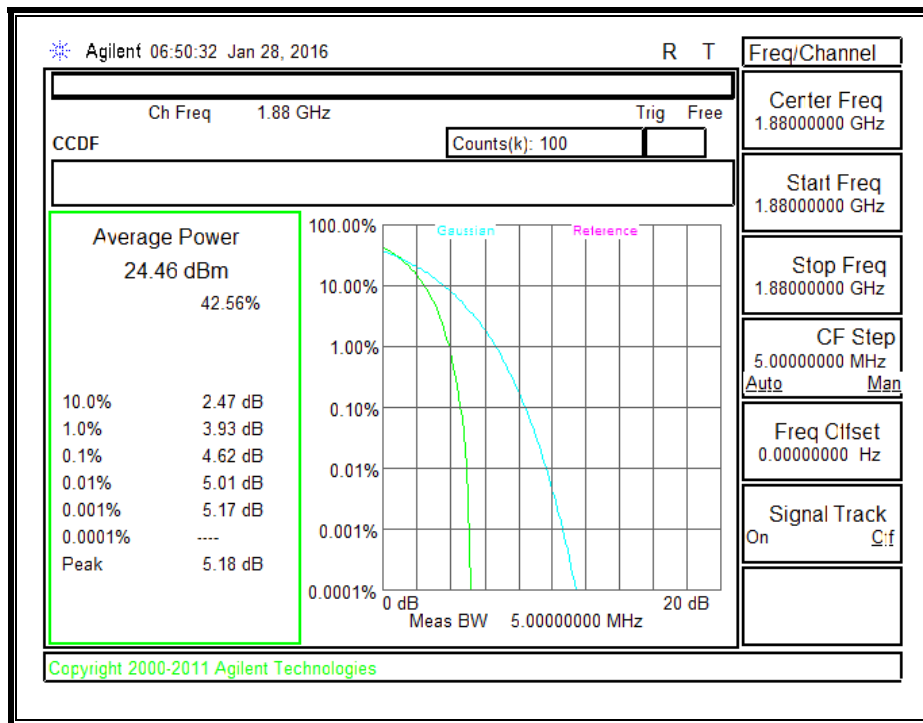 Agilent 06:50:32 Jan 28, 2016 R T
Freq/Channel
Ch Freq 1.88 GHz Trig Free
CCDF Counts(k): 100
Average Power
24.46 dBm
42.56%
10.0% 2.47 dB
1.0% 3.93 dB
0.1% 4.62 dB
0.01% 5.01 dB
0.001% 5.17 dB
0.0001% ----
Peak 5.18 dB
Gaussian Reference
100.00%
10.00%
1.00%
0.10%
0.01%
0.001%
0.0001%
0 dB 20 dB
Meas BW 5.00000000 MHz
Center Freq
1.88000000 GHz
Start Freq
1.88000000 GHz
Stop Freq
1.88000000 GHz
CF Step
5.00000000 MHz
Auto Man
Freq Offset
0.00000000 Hz
Signal Track
On Off
Copyright 2000-2011 Agilent Technologies